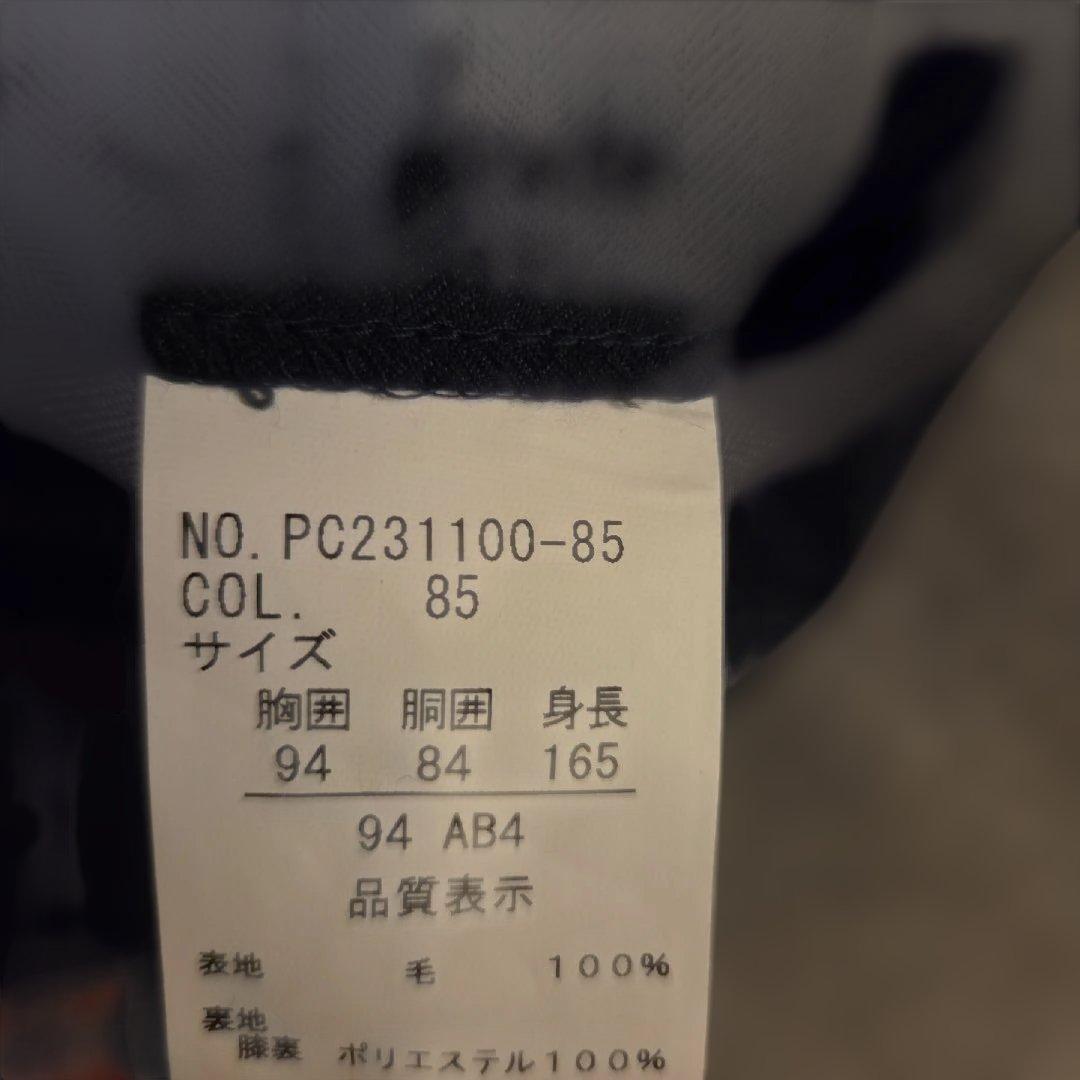 NO. PC231100-85
COL. 85
サイズ
胸囲 胴囲 身長
94 84 165
94 AB4
品質表示
表地 毛 100%
裏地
膝裏 ポリエステル100%